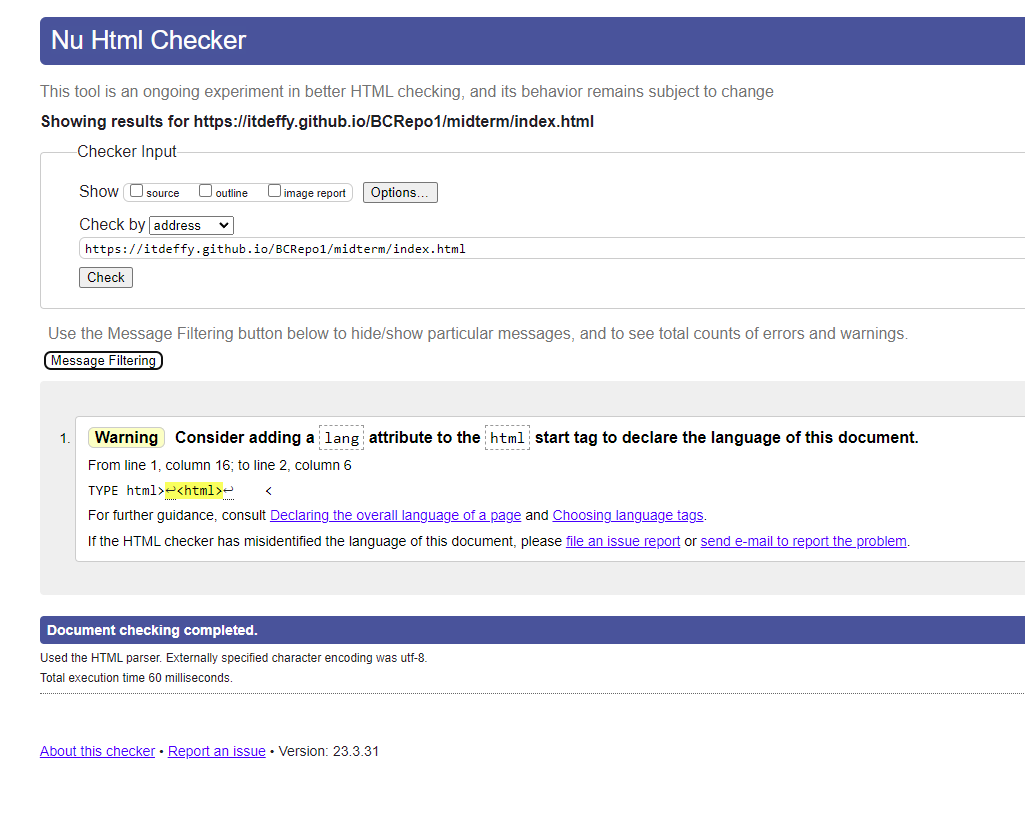 Nu Html Checker
This tool is an ongoing experiment in better HTML checking, and its behavior remains subject to change
Showing results for https://itdeffy.github.io/BCRepo1/midterm/index.html
Checker Input
Show source outline image report Options...
Check by address
https://itdeffy.github.io/BCRepo1/midterm/index.html
Check
Use the Message Filtering button below to hide/show particular messages, and to see total counts of errors and warnings.
Message Filtering
1. Warning Consider adding a lang attribute to the html start tag to declare the language of this document.
From line 1, column 16; to line 2, column 6
TYPE html>↩<html>↩    <
For further guidance, consult Declaring the overall language of a page and Choosing language tags.
If the HTML checker has misidentified the language of this document, please file an issue report or send e-mail to report the problem.
Document checking completed.
Used the HTML parser. Externally specified character encoding was utf-8.
Total execution time 60 milliseconds.
About this checker • Report an issue • Version: 23.3.31